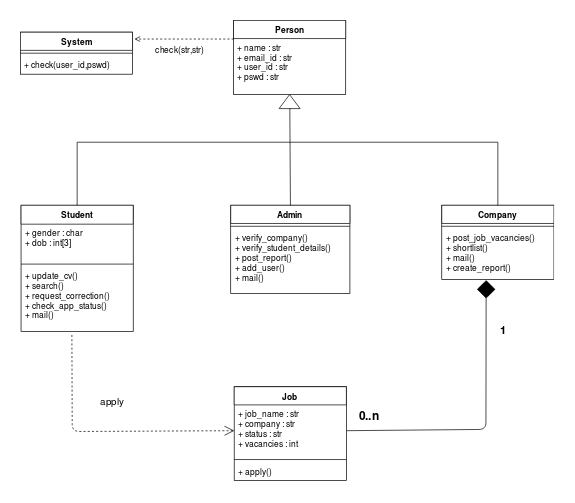 Person
+ name : str
+ email_id : str
+ user_id : str
+ pswd : str
System
+ check(user_id,pswd)
check(str,str)
Student
+ gender : char
+ dob : int[3]
+ update_cv()
+ search()
+ request_correction()
+ check_app_status()
+ mail()
Admin
+ verify_company()
+ verify_student_details()
+ post_report()
+ add_user()
+ mail()
Company
+ post_job_vacancies()
+ shortlist()
+ mail()
+ create_report()
1
apply
Job
+ job_name : str
+ company : str
+ status : str
+ vacancies : int
+ apply()
0..n